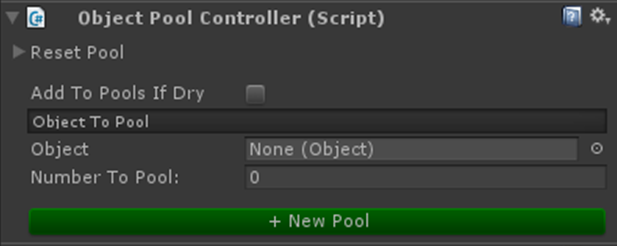 Object Pool Controller (Script)
Reset Pool
Add To Pools If Dry
Object To Pool
Object None (Object)
Number To Pool: 0
+ New Pool